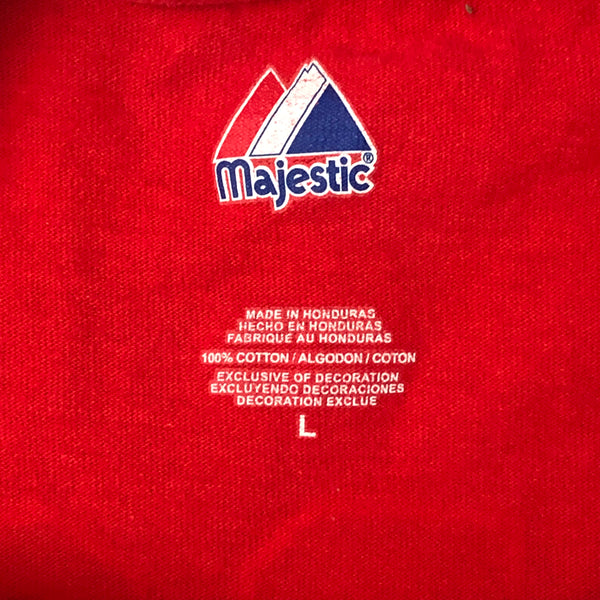 Majestic®
MADE IN HONDURAS
HECHO EN HONDURAS
FABRIQUÉ AU HONDURAS
100% COTTON / ALGODON / COTON
EXCLUSIVE OF DECORATION
EXCLUYENDO DECORACIONES
DECORATION EXCLUE
L